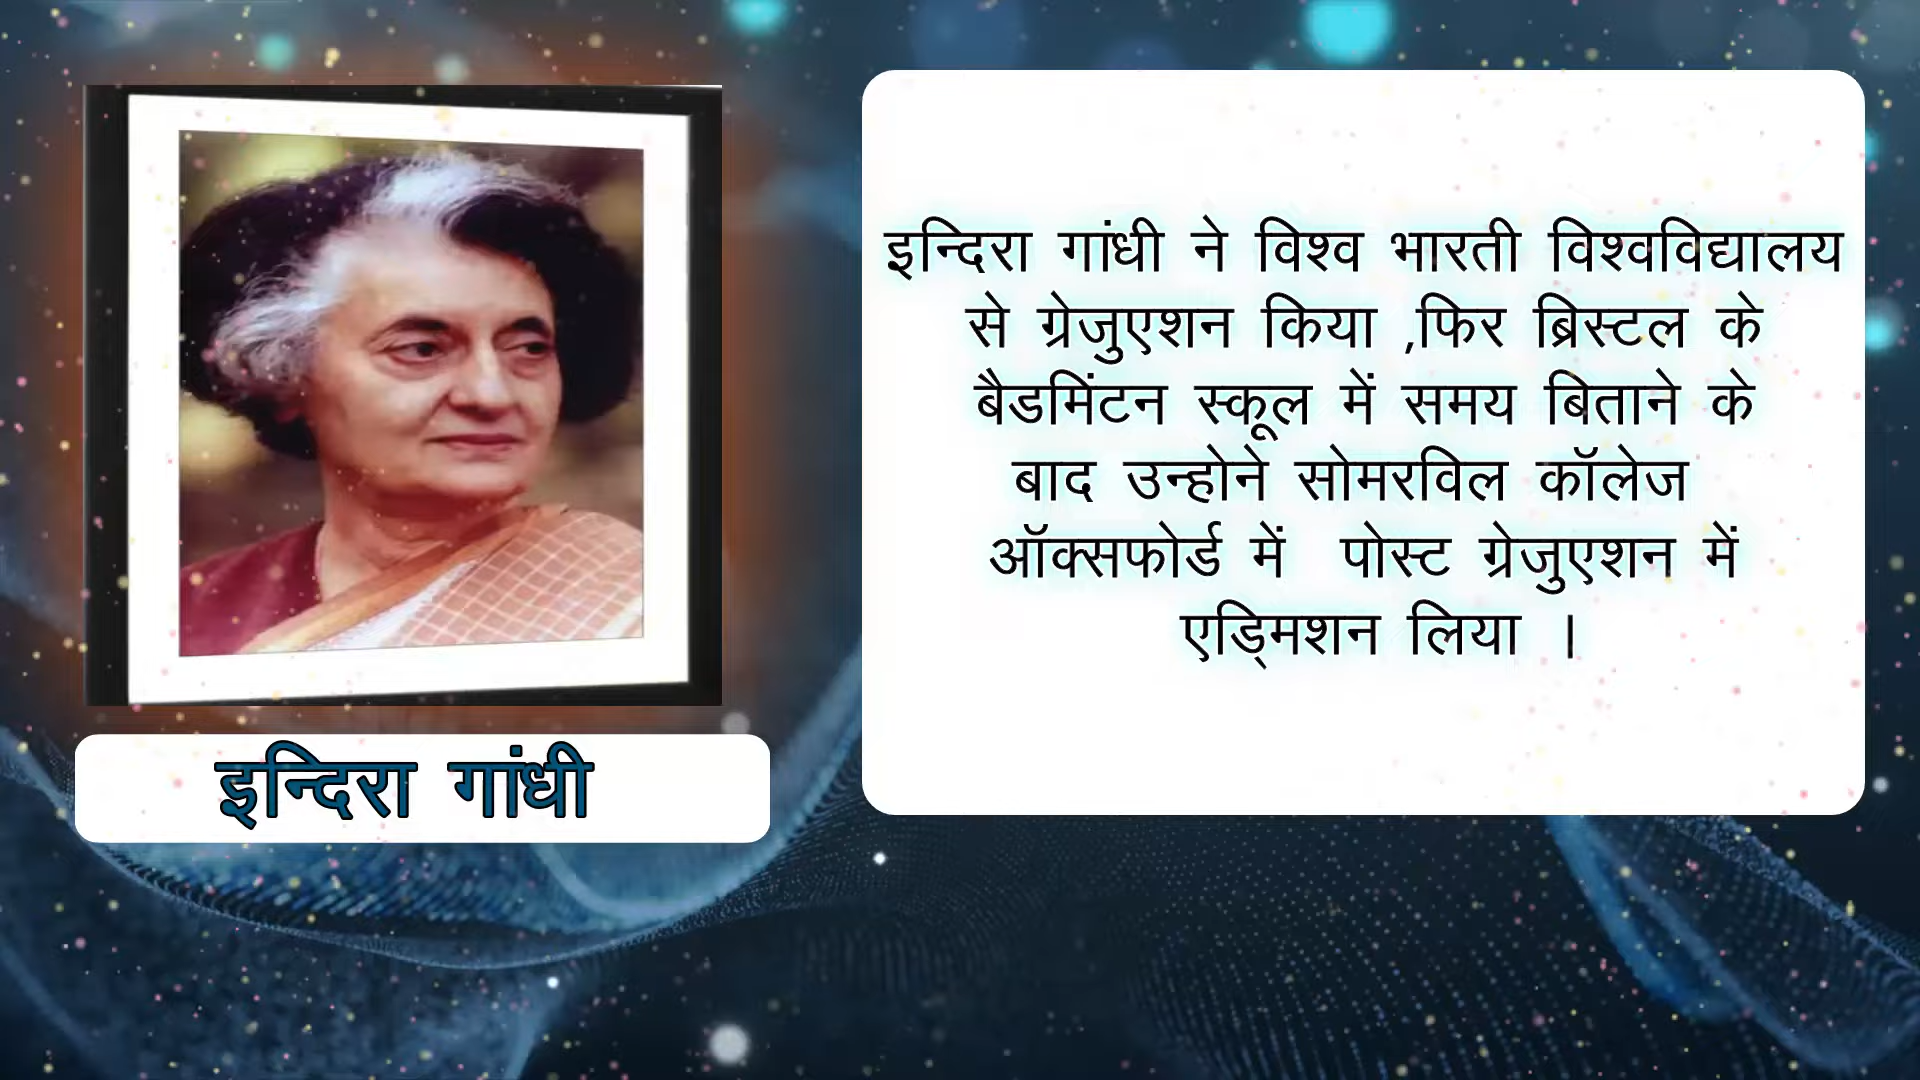 इन्दिरा गांधी
इन्दिरा गांधी ने विश्व भारती विश्वविद्यालय
से ग्रेजुएशन किया ,फिर ब्रिस्टल के
बैडमिंटन स्कूल में समय बिताने के
बाद उन्होने सोमरविल कॉलेज
ऑक्सफोर्ड में पोस्ट ग्रेजुएशन में
एड्मिशन लिया ।